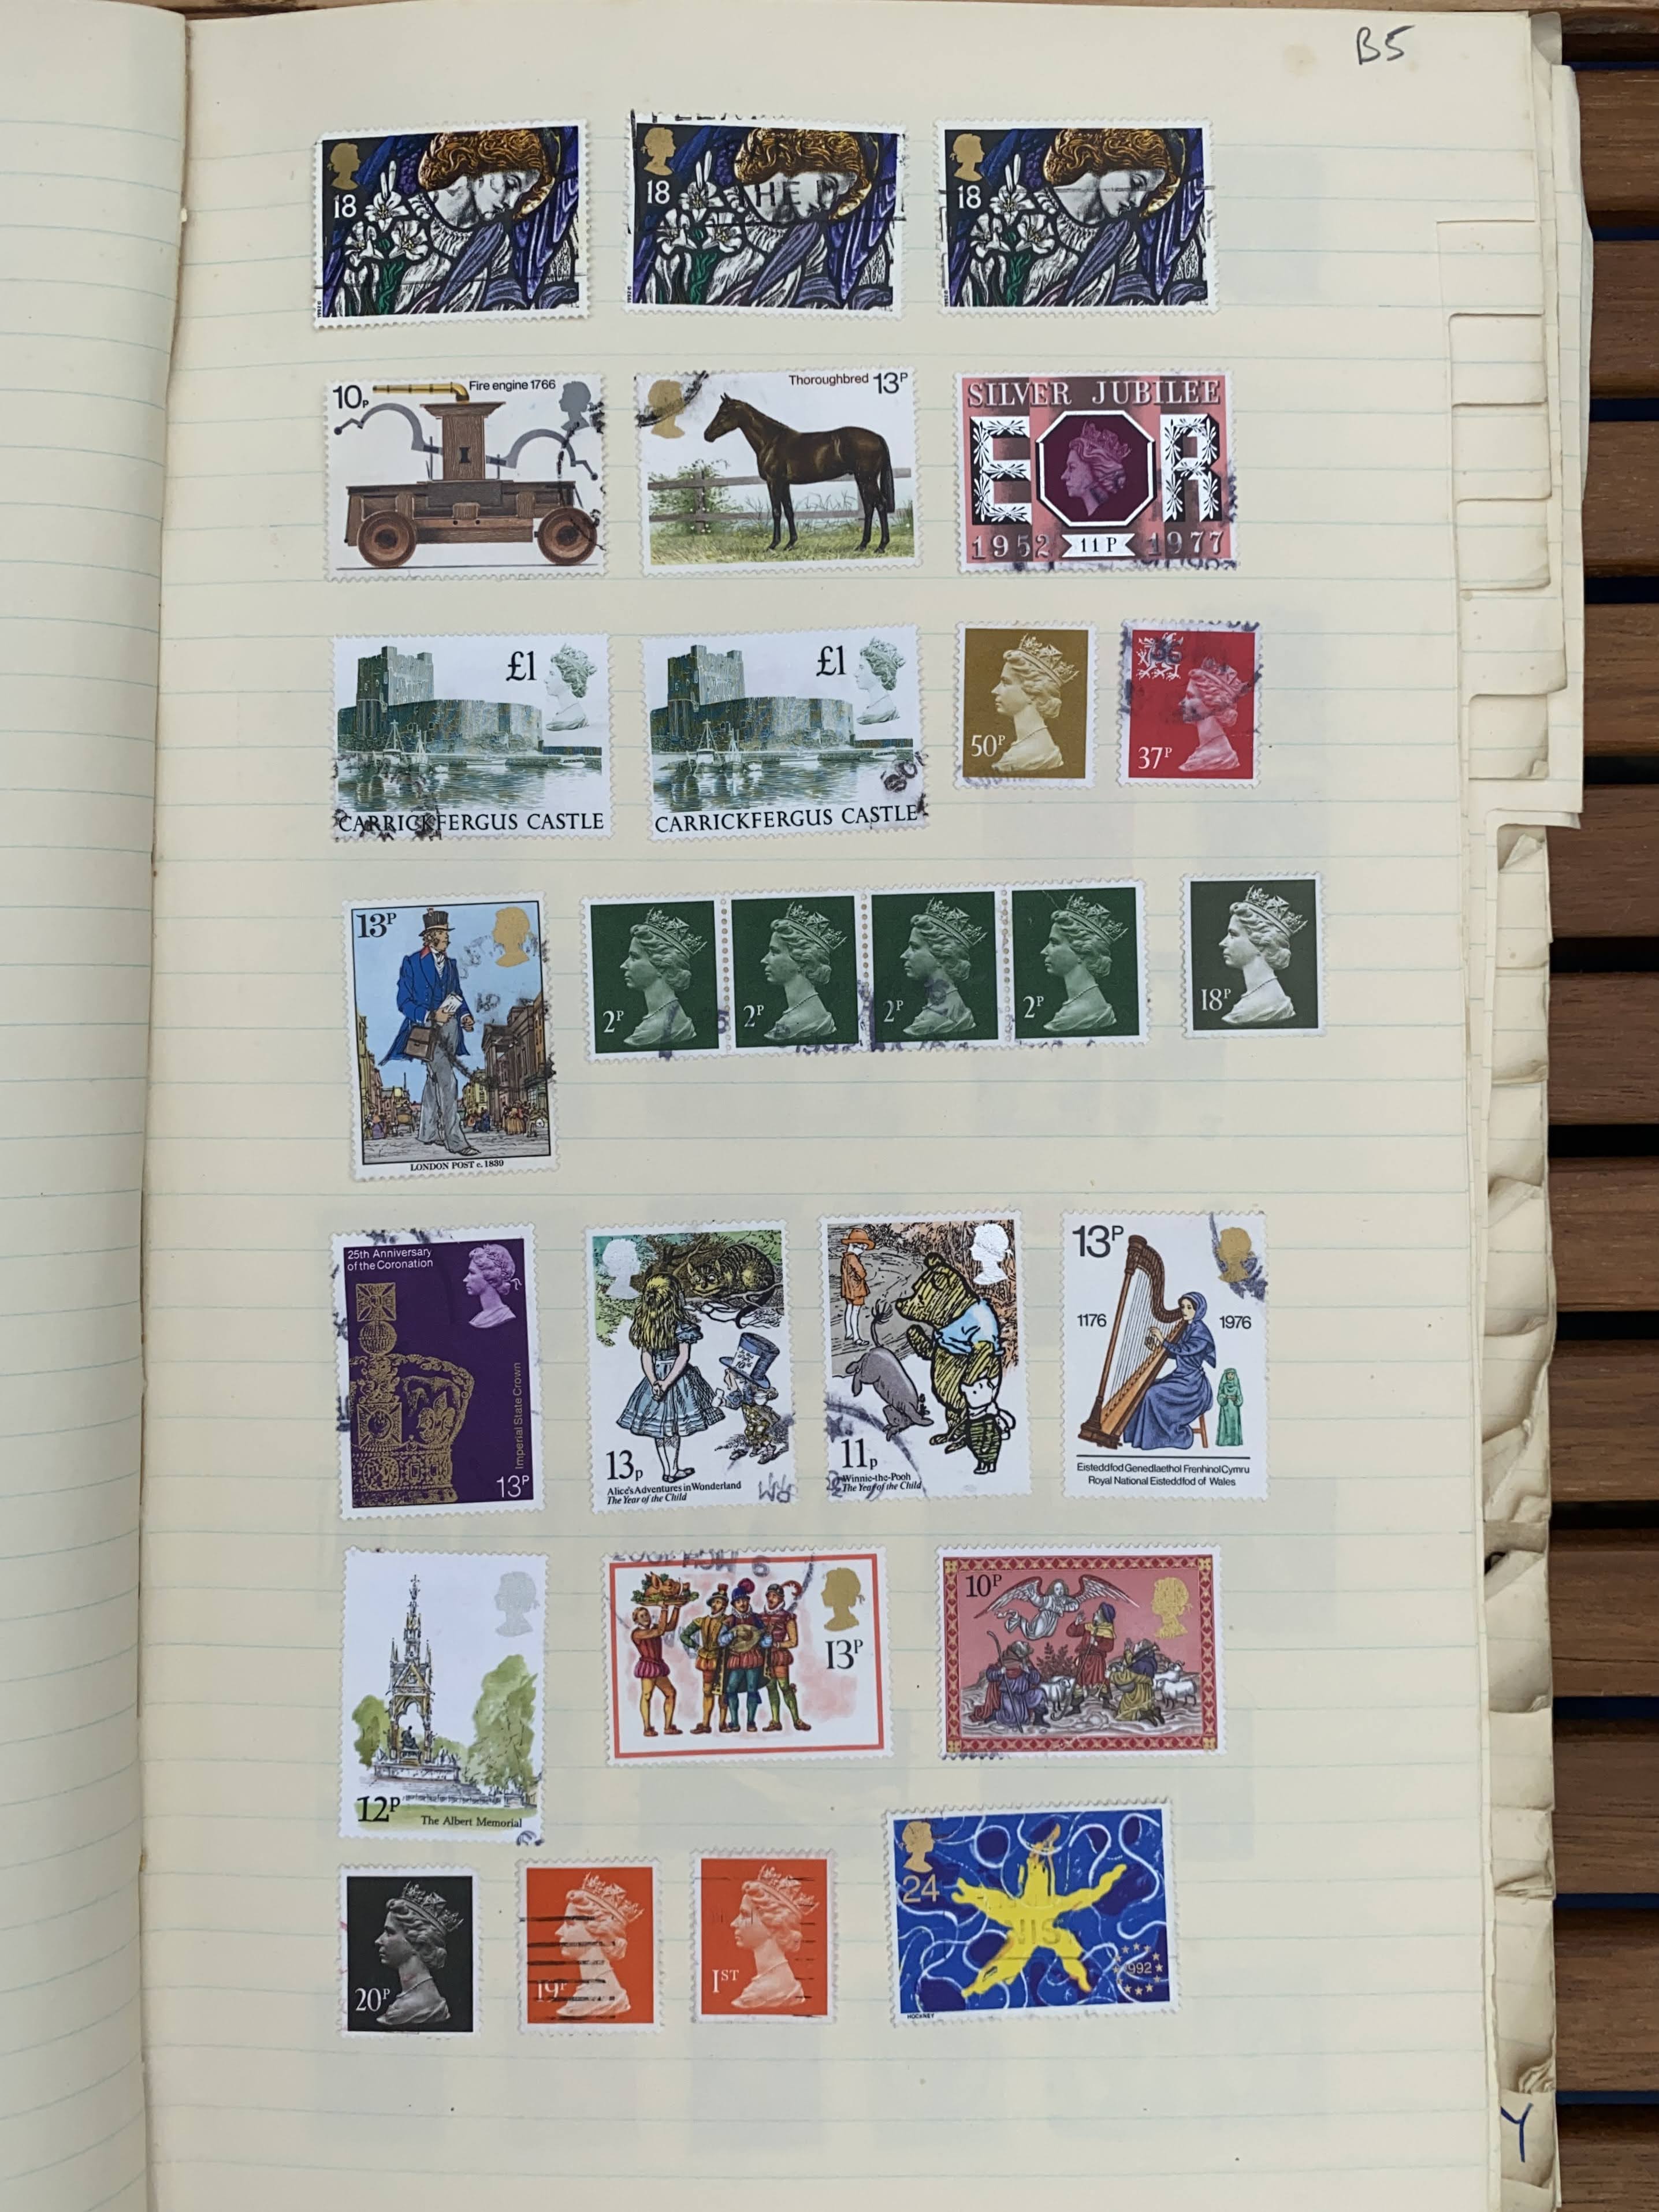 B5
18
18
HE
18
10P
Fire engine 1766
Thoroughbred 13P
SILVER JUBILEE
E R
1952 11P 1977
£1
CARRICKFERGUS CASTLE
£1
CARRICKFERGUS CASTLE
50P
37P
13P
LONDON POST c. 1839
2P
2P
2P
2P
18P
25th Anniversary
of the Coronation
Imperial State Crown
13P
13p
Alice's Adventures in Wonderland
The Year of the Child
11p
Winnie-the-Pooh
The Year of the Child
13P
1176 1976
Eisteddfod Genedlaethol Frenhinol Cymru
Royal National Eisteddfod of Wales
12P
The Albert Memorial
13P
10P
20P
19P
1ST
24
NIS
1992
HOCKNEY
Y